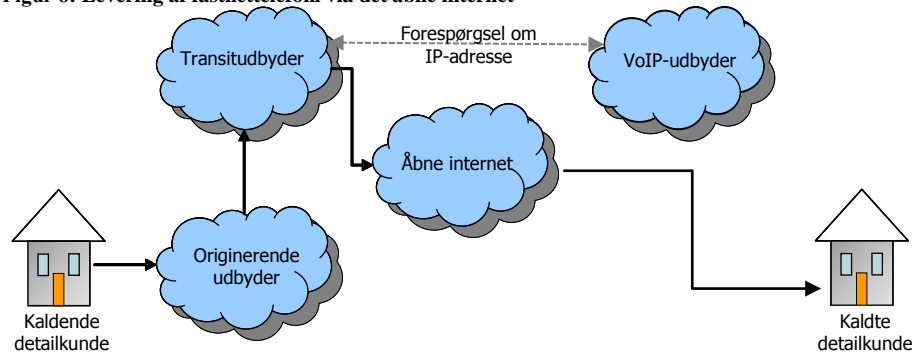 Figur 8: Levering af fastnettelefoni via det åbne internet
Forespørgsel om
IP-adresse
Transitudbyder
VoIP-udbyder
Åbne internet
Originerende
udbyder
Kaldende
detailkunde
Kaldte
detailkunde